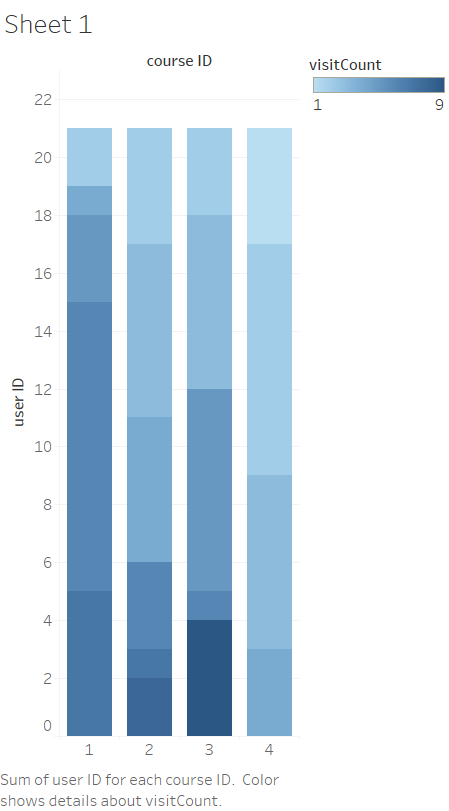 Sheet 1
course ID
visitCount
1 9
22
20
18
16
14
12
10
8
6
4
2
0
user ID
1 2 3 4
Sum of user ID for each course ID. Color
shows details about visitCount.